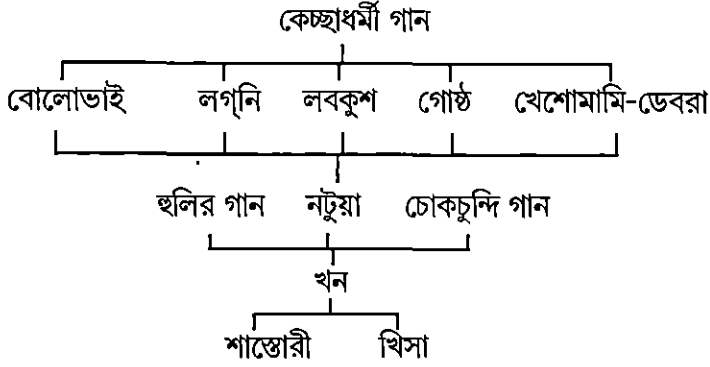 কেচ্ছাধর্মী গান
বোলোভাই লগ্‌নি লবকুশ গোষ্ঠ খেশোমামি-ডেবরা
হুলির গান নটুয়া চোকচুন্দি গান
খন
শাস্তোরী খিসা